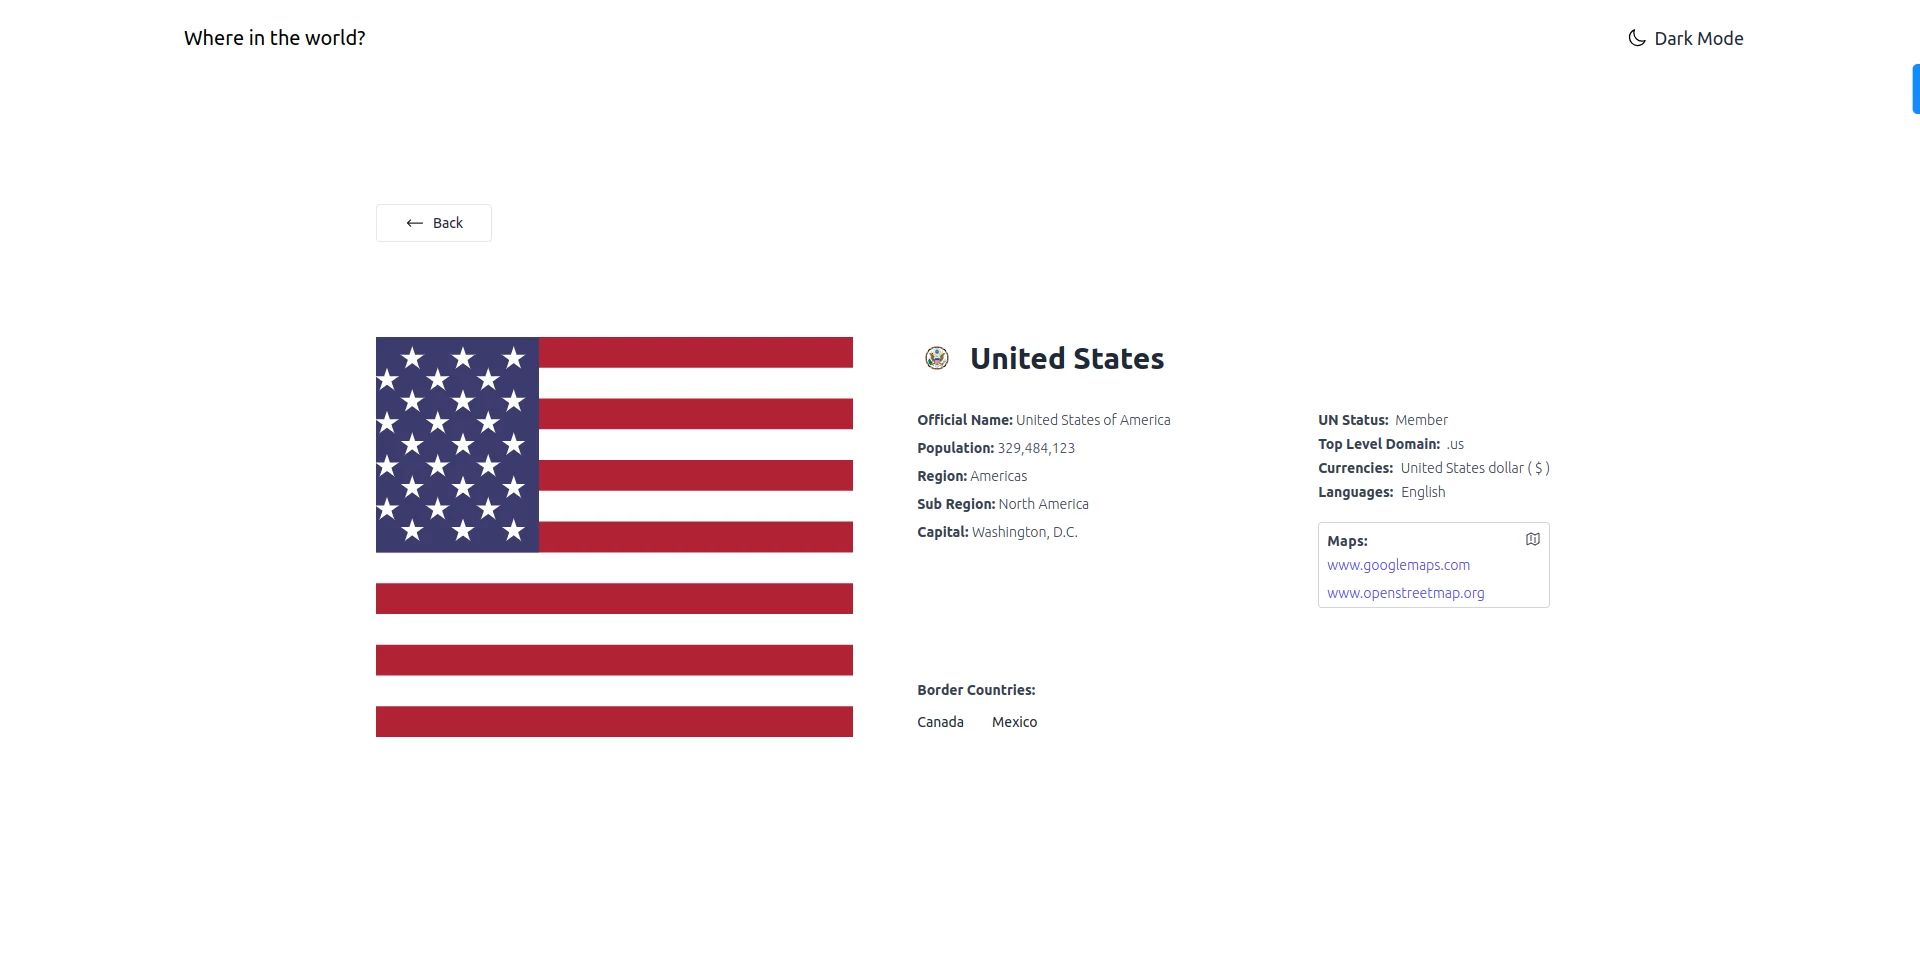 Where in the world?
Dark Mode
Back
United States
Official Name: United States of America
Population: 329,484,123
Region: Americas
Sub Region: North America
Capital: Washington, D.C.
UN Status: Member
Top Level Domain: .us
Currencies: United States dollar ( $ )
Languages: English
Maps:
www.googlemaps.com
www.openstreetmap.org
Border Countries:
Canada Mexico